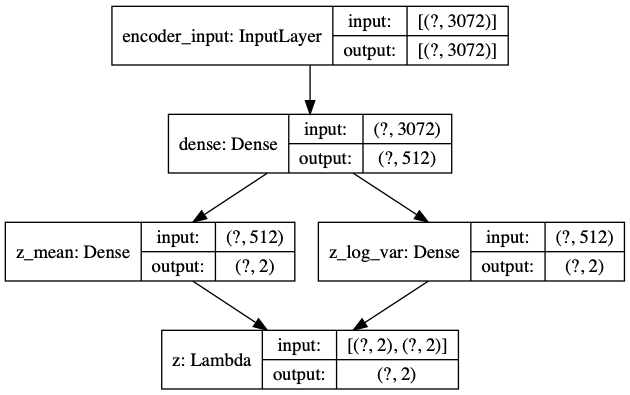 encoder_input: InputLayer
input: [(?, 3072)]
output: [(?, 3072)]
dense: Dense
input: (?, 3072)
output: (?, 512)
z_mean: Dense
input: (?, 512)
output: (?, 2)
z_log_var: Dense
input: (?, 512)
output: (?, 2)
z: Lambda
input: [(?, 2), (?, 2)]
output: (?, 2)